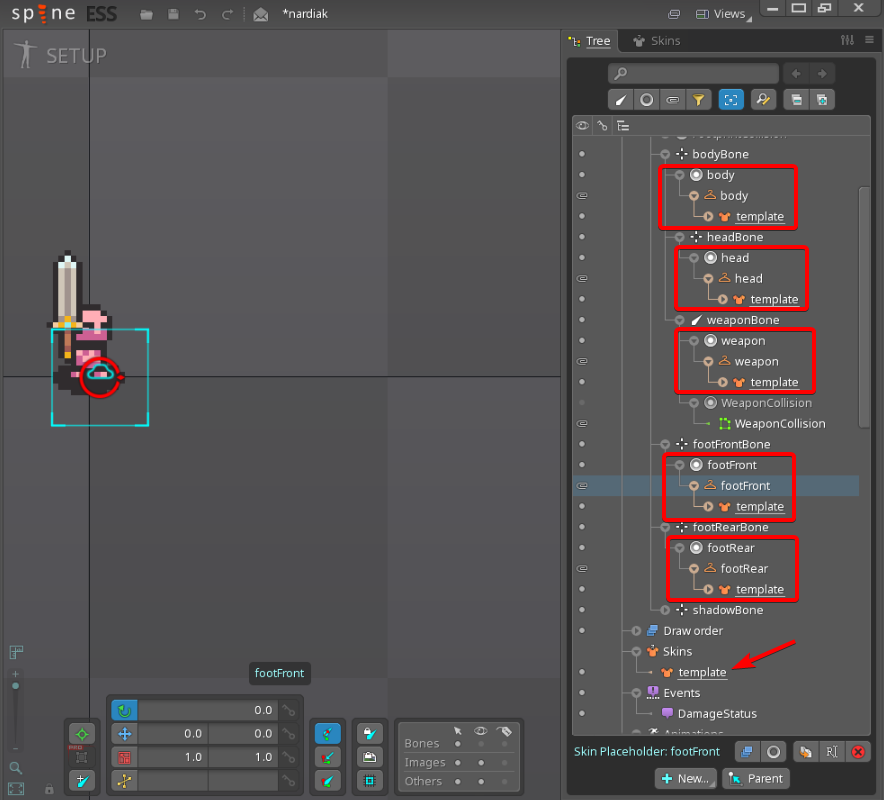 spine ESS
*nardiak
Views
SETUP
Tree
Skins
bodyBone
body
body
template
headBone
head
head
template
weaponBone
weapon
weapon
template
WeaponCollision
WeaponCollision
footFrontBone
footFront
footFront
template
footRearBone
footRear
footRear
template
shadowBone
Draw order
Skins
template
Events
DamageStatus
Animations
footFront
0.0
0.0 0.0
1.0 1.0
Bones
Images
Others
Skin Placeholder: footFront
New...
Parent